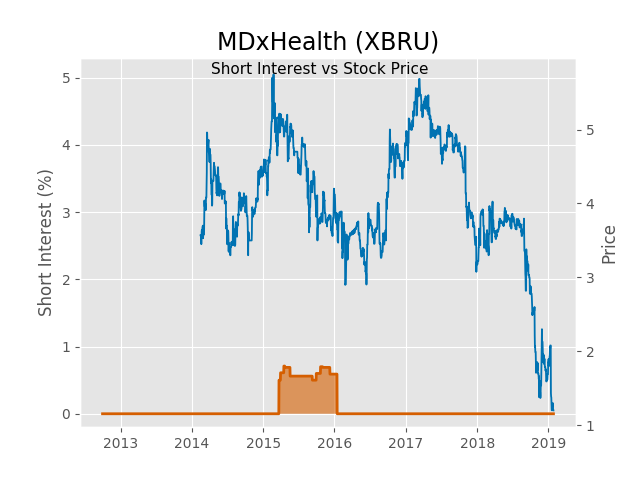 MDxHealth (XBRU)
Short Interest vs Stock Price
Short Interest (%)
5
4
3
2
1
0
5
4
3
2
1
Price
2013 2014 2015 2016 2017 2018 2019